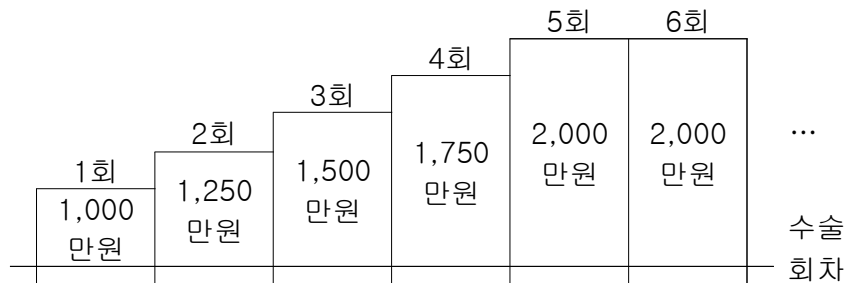 1회
1,000
만원
2회
1,250
만원
3회
1,500
만원
4회
1,750
만원
5회
2,000
만원
6회
2,000
만원
…
수술
회차